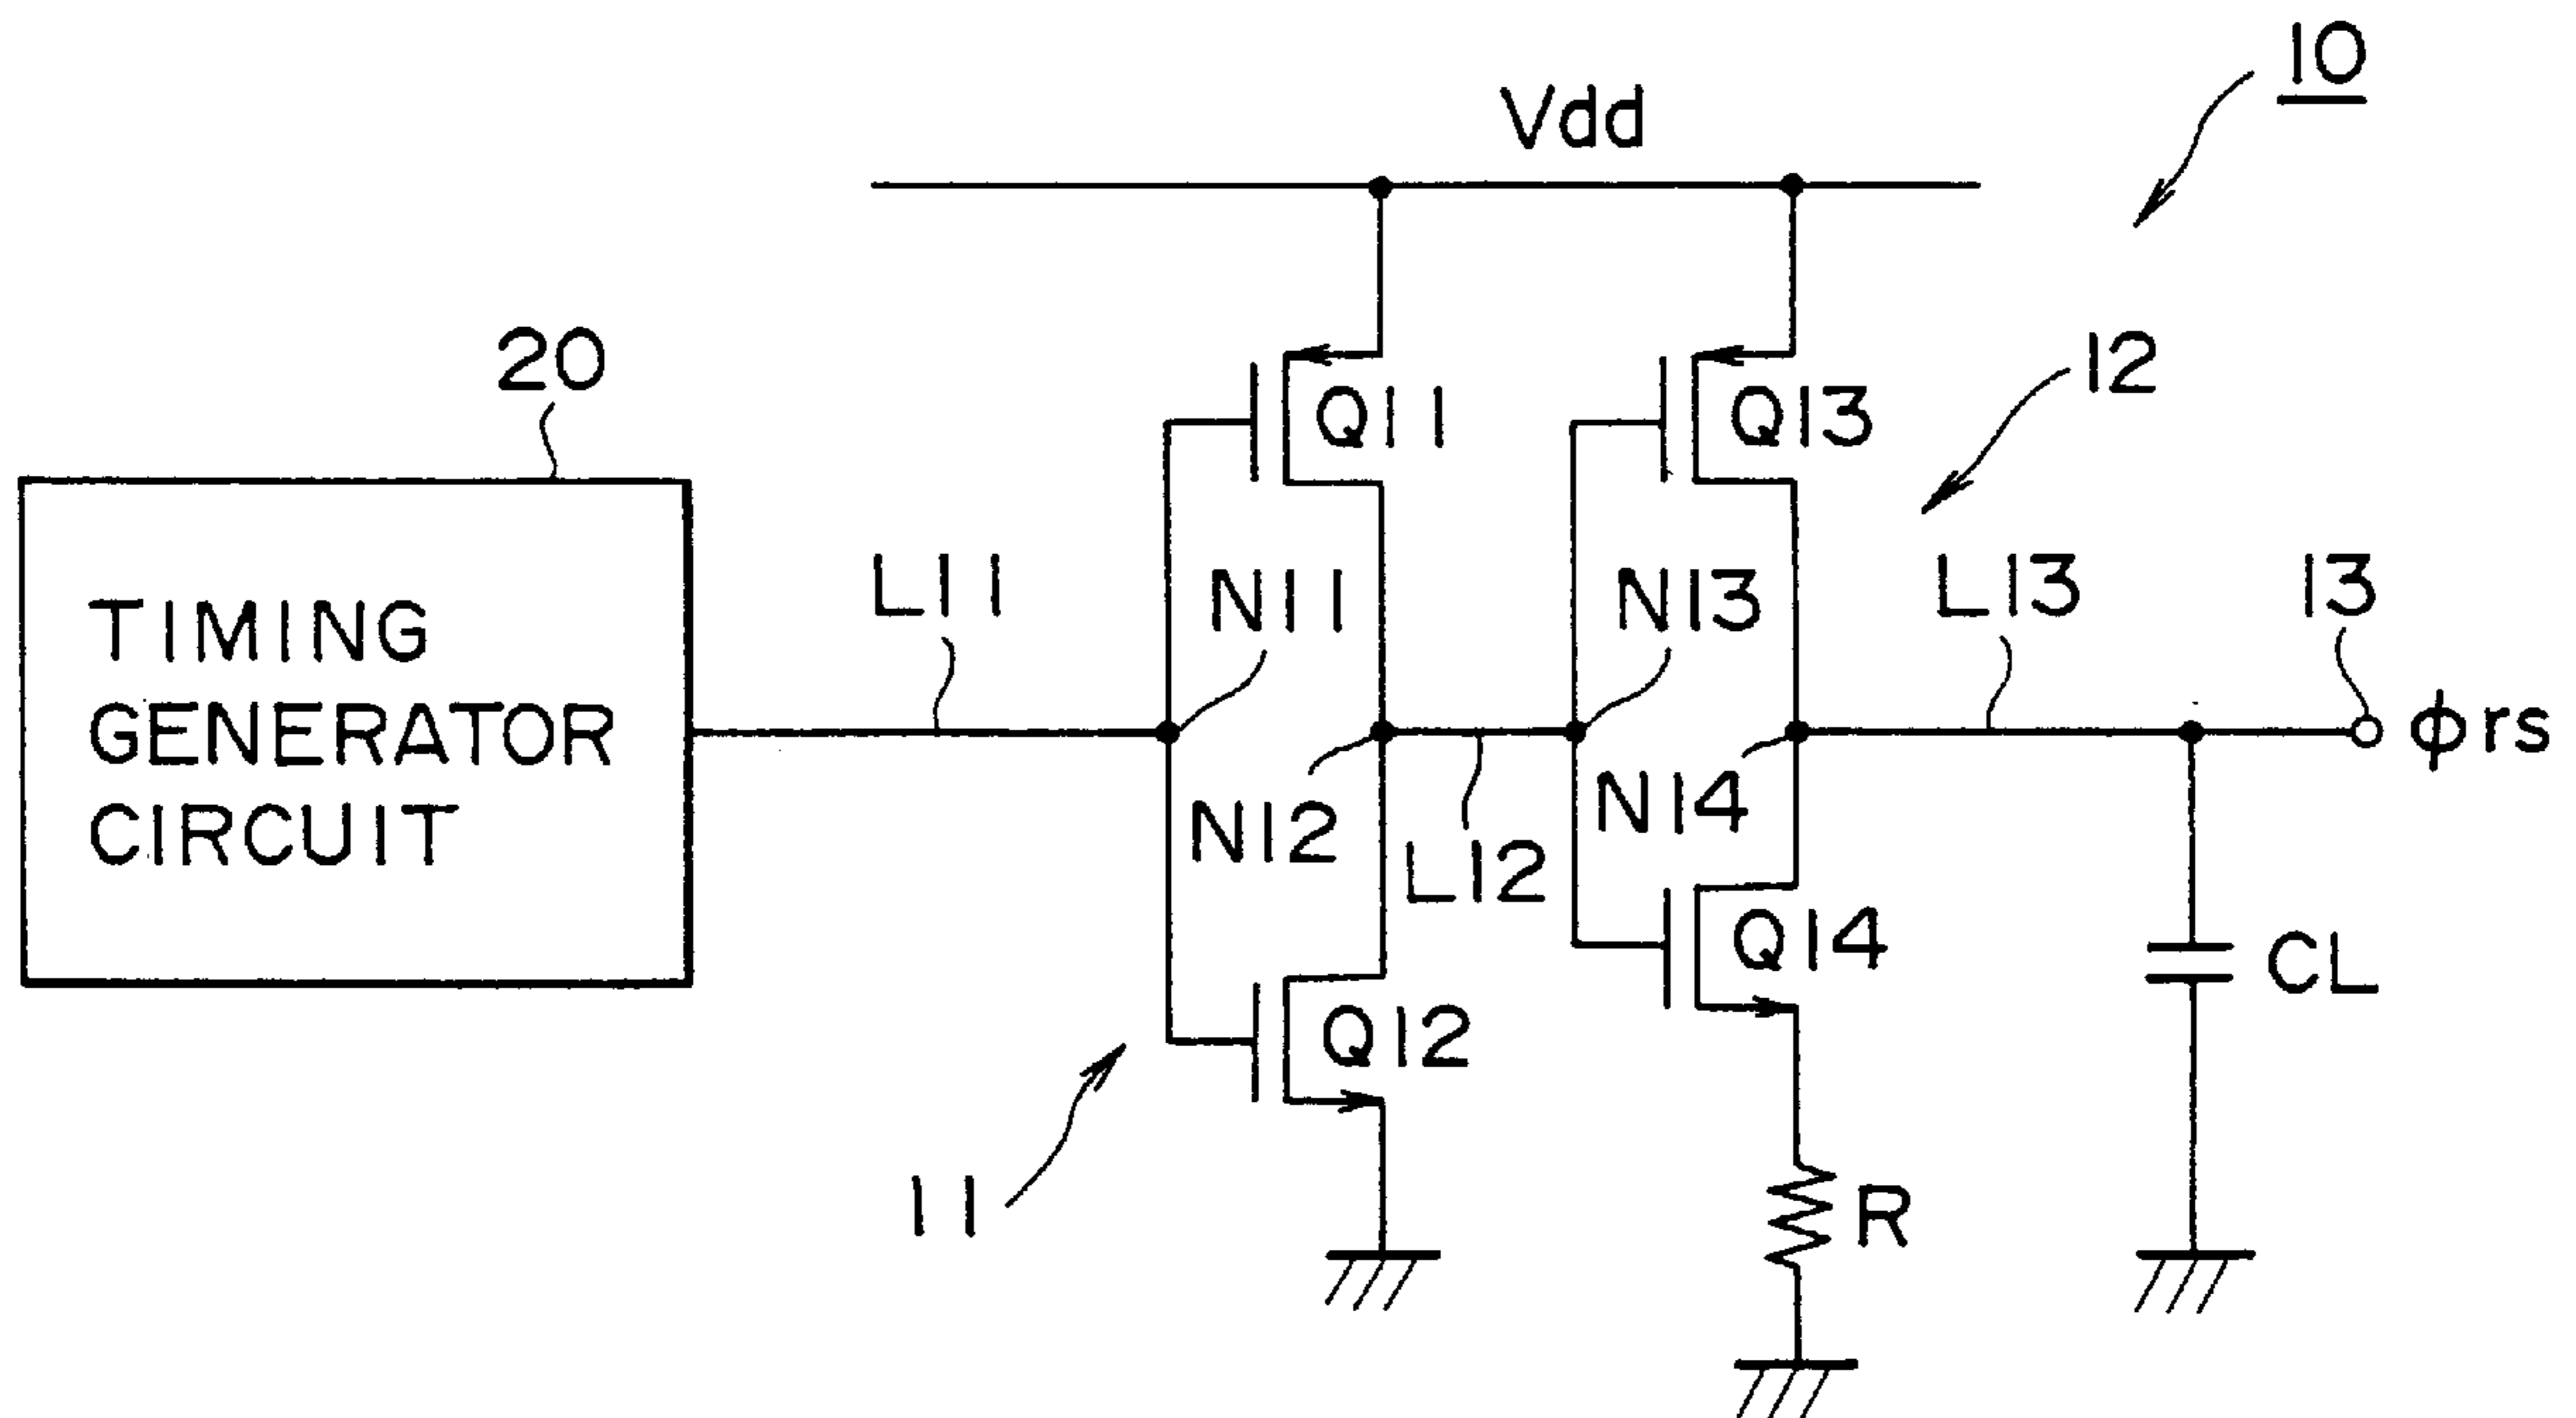 10
Vdd
20
12
Q11
Q13
L11
N11
N13
L13
13
TIMING
GENERATOR
CIRCUIT
φrs
N12
N14
L12
Q14
CL
Q12
11
R